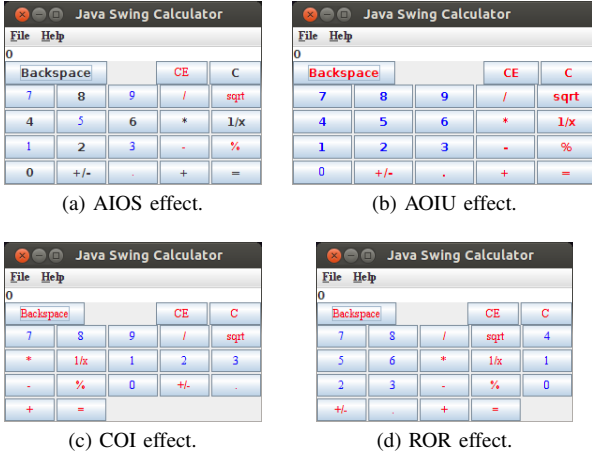 Java Swing Calculator
File Help
0
Backspace CE C
7 8 9 / sqrt
4 5 6 * 1/x
1 2 3 - %
0 +/- . + =
(a) AIOS effect.
Java Swing Calculator
File Help
0
Backspace CE C
7 8 9 / sqrt
4 5 6 * 1/x
1 2 3 - %
0 +/- . + =
(b) AOIU effect.
Java Swing Calculator
File Help
0
Backspace CE C
7 8 9 / sqrt
* 1/x 1 2 3
- % 0 +/- .
+ =
(c) COI effect.
Java Swing Calculator
File Help
0
Backspace CE C
7 8 / sqrt 4
5 6 * 1/x 1
2 3 - % 0
+/- . + =
(d) ROR effect.